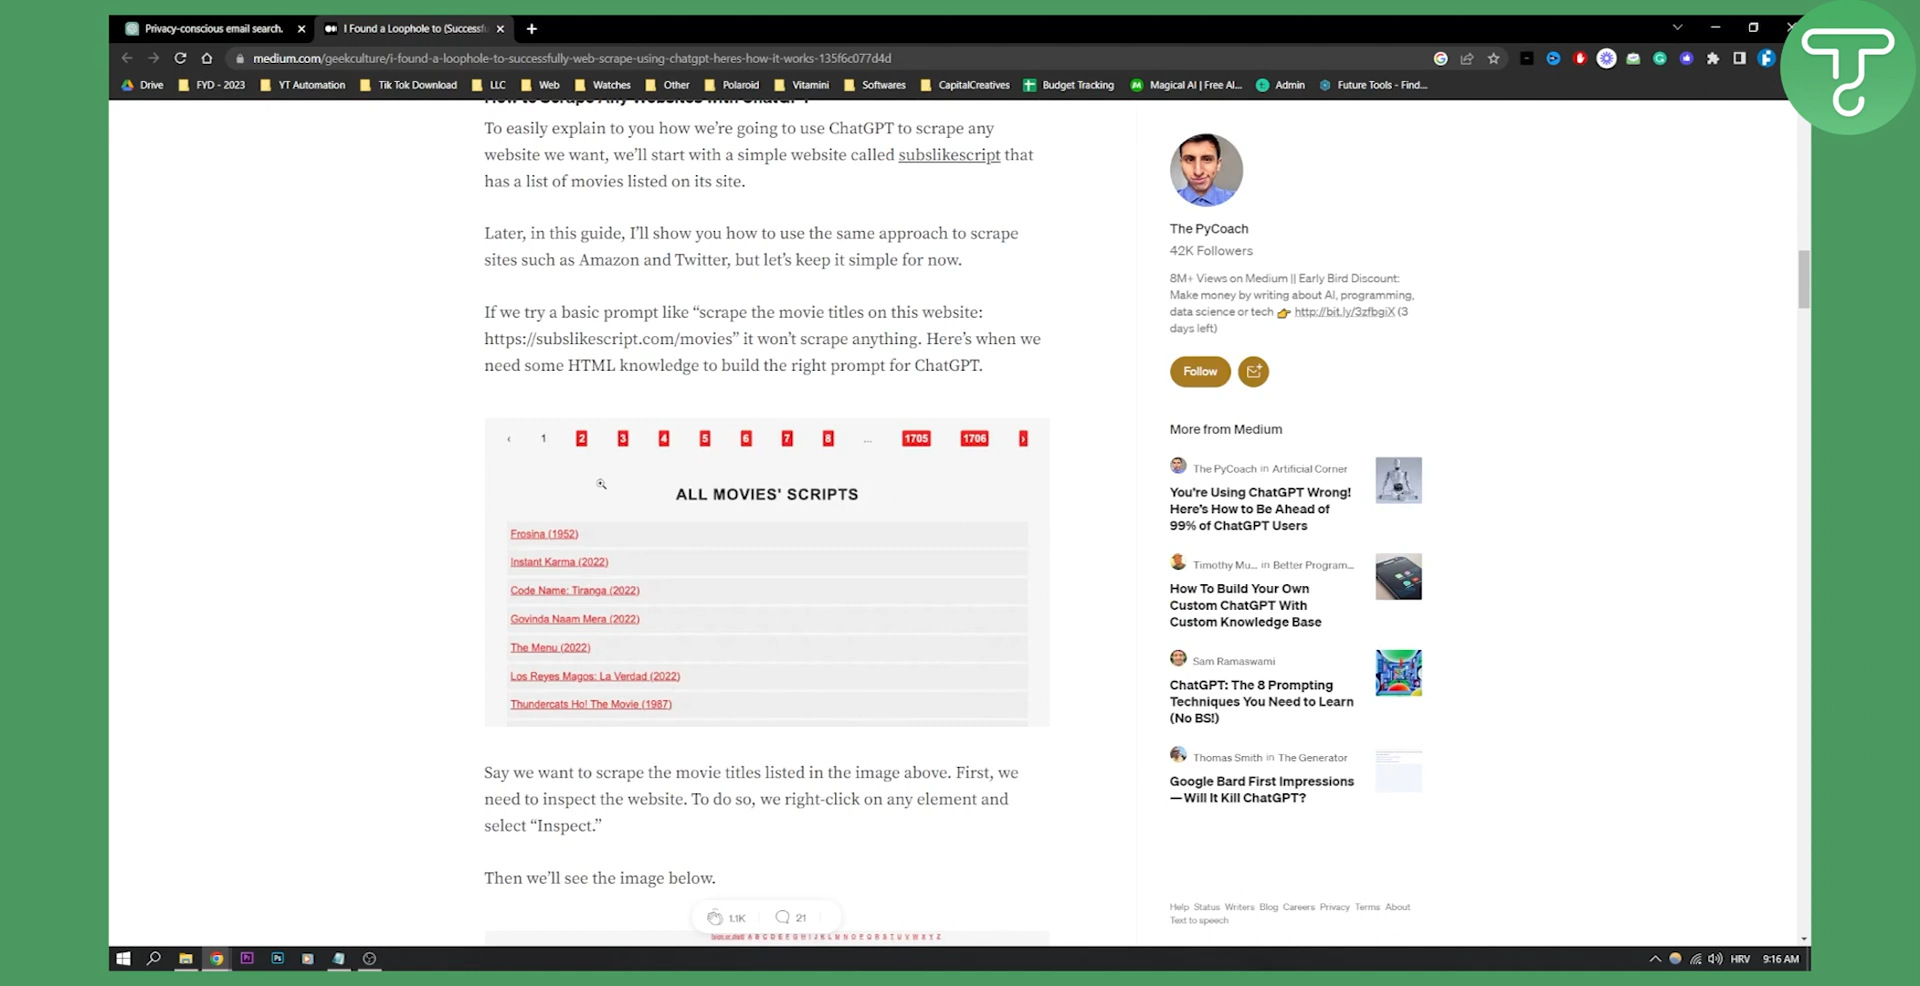 Privacy-conscious email search.
I Found a Loophole to (Successfu
medium.com/geekculture/i-found-a-loophole-to-successfully-web-scrape-using-chatgpt-heres-how-it-works-135f6c077d4d
Drive FYD - 2023 YT Automation Tik Tok Download LLC Web Watches Other Polaroid Vitamini Softwares CapitalCreatives Budget Tracking Magical AI | Free AI... Admin Future Tools - Find...
How to Scrape Any Websites with ChatGPT
To easily explain to you how we’re going to use ChatGPT to scrape any
website we want, we’ll start with a simple website called subslikescript that
has a list of movies listed on its site.
Later, in this guide, I’ll show you how to use the same approach to scrape
sites such as Amazon and Twitter, but let’s keep it simple for now.
If we try a basic prompt like “scrape the movie titles on this website:
https://subslikescript.com/movies” it won’t scrape anything. Here’s when we
need some HTML knowledge to build the right prompt for ChatGPT.
‹ 1 2 3 4 5 6 7 8 ... 1705 1706 ›
ALL MOVIES' SCRIPTS
Frosina (1952)
Instant Karma (2022)
Code Name: Tiranga (2022)
Govinda Naam Mera (2022)
The Menu (2022)
Los Reyes Magos: La Verdad (2022)
Thundercats Ho! The Movie (1987)
Say we want to scrape the movie titles listed in the image above. First, we
need to inspect the website. To do so, we right-click on any element and
select “Inspect.”
Then we’ll see the image below.
1.1K 21
A B C D E F G H I J K L M N O P Q R S T U V W X Y Z
The PyCoach
42K Followers
8M+ Views on Medium || Early Bird Discount:
Make money by writing about AI, programming,
data science or tech 👉 http://bit.ly/3zfbgiX (3
days left)
Follow
More from Medium
The PyCoach in Artificial Corner
You’re Using ChatGPT Wrong!
Here’s How to Be Ahead of
99% of ChatGPT Users
Timothy Mu... in Better Program...
How To Build Your Own
Custom ChatGPT With
Custom Knowledge Base
Sam Ramaswami
ChatGPT: The 8 Prompting
Techniques You Need to Learn
(No BS!)
Thomas Smith in The Generator
Google Bard First Impressions
— Will It Kill ChatGPT?
Help Status Writers Blog Careers Privacy Terms About
Text to speech
HRV 9:16 AM